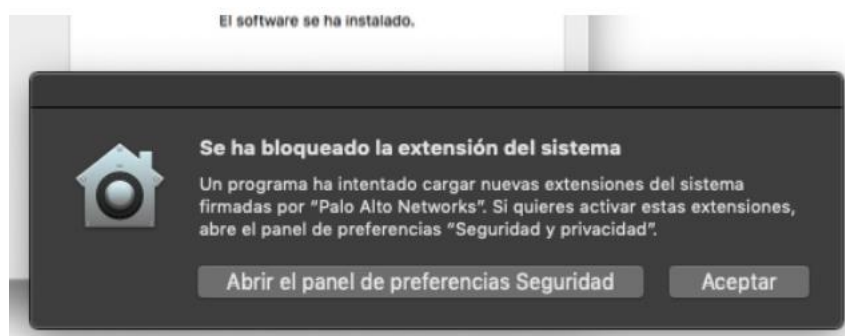 El software se ha instalado.
Se ha bloqueado la extensión del sistema
Un programa ha intentado cargar nuevas extensiones del sistema
firmadas por “Palo Alto Networks”. Si quieres activar estas extensiones,
abre el panel de preferencias “Seguridad y privacidad”.
Abrir el panel de preferencias Seguridad
Aceptar